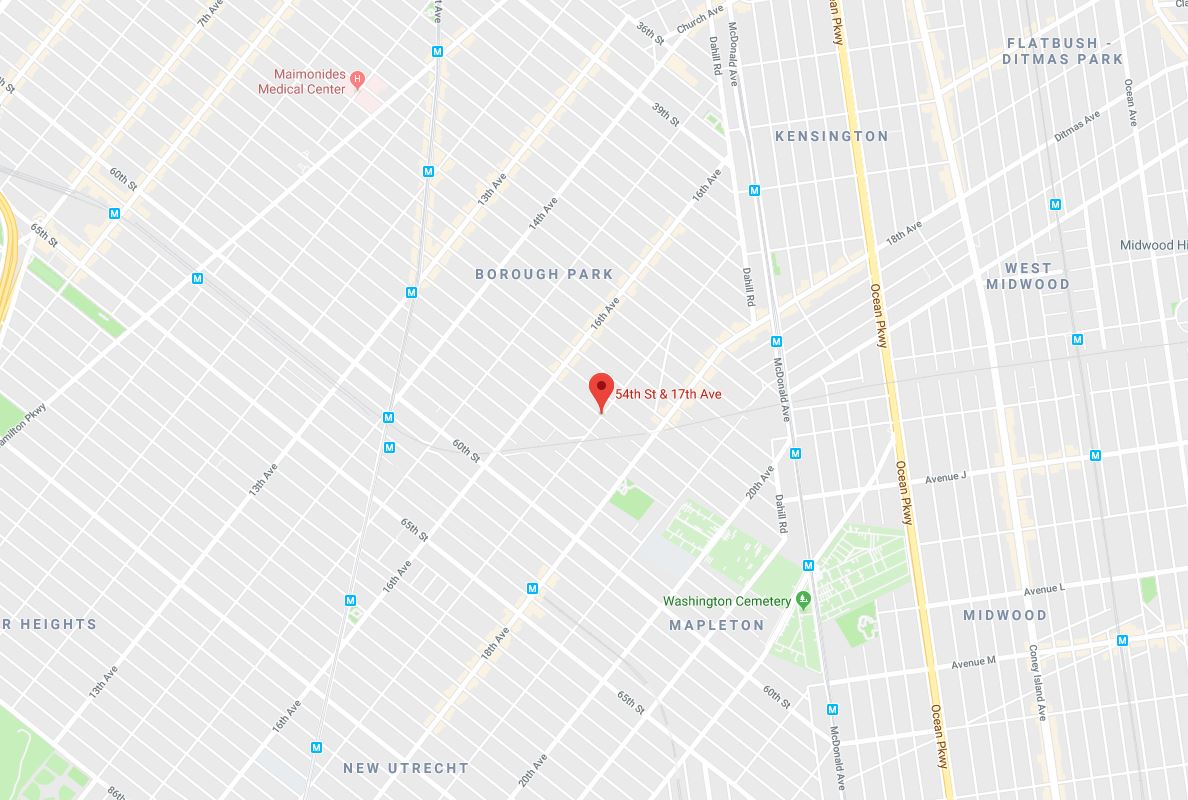 7th Ave
t Ave
36th St
Church Ave
McDonald Ave
Dahill Rd
Ocean Pkwy
FLATBUSH -
DITMAS PARK
Maimonides
Medical Center
H
M
39th St
Ocean Ave
Ditmas Ave
KENSINGTON
60th St
M
13th Ave
14th Ave
16th Ave
M
M
M
65th St
18th Ave
Midwood Hi
M
M
BOROUGH PARK
Dahill Rd
WEST
MIDWOOD
16th Ave
Ocean Pkwy
M
M
McDonald Ave
54th St & 17th Ave
amilton Pkwy
M
M
60th St
M
M
13th Ave
20th Ave
Avenue J
Ocean Pkwy
Dahill Rd
65th St
16th Ave
M
M
M
Washington Cemetery
Avenue L
R HEIGHTS
MAPLETON
MIDWOOD
18th Ave
M
Avenue M
13th Ave
60th St
65th St
Coney Island Ave
16th Ave
M
Ocean Pkwy
McDonald Ave
M
NEW UTRECHT
20th Ave
86th